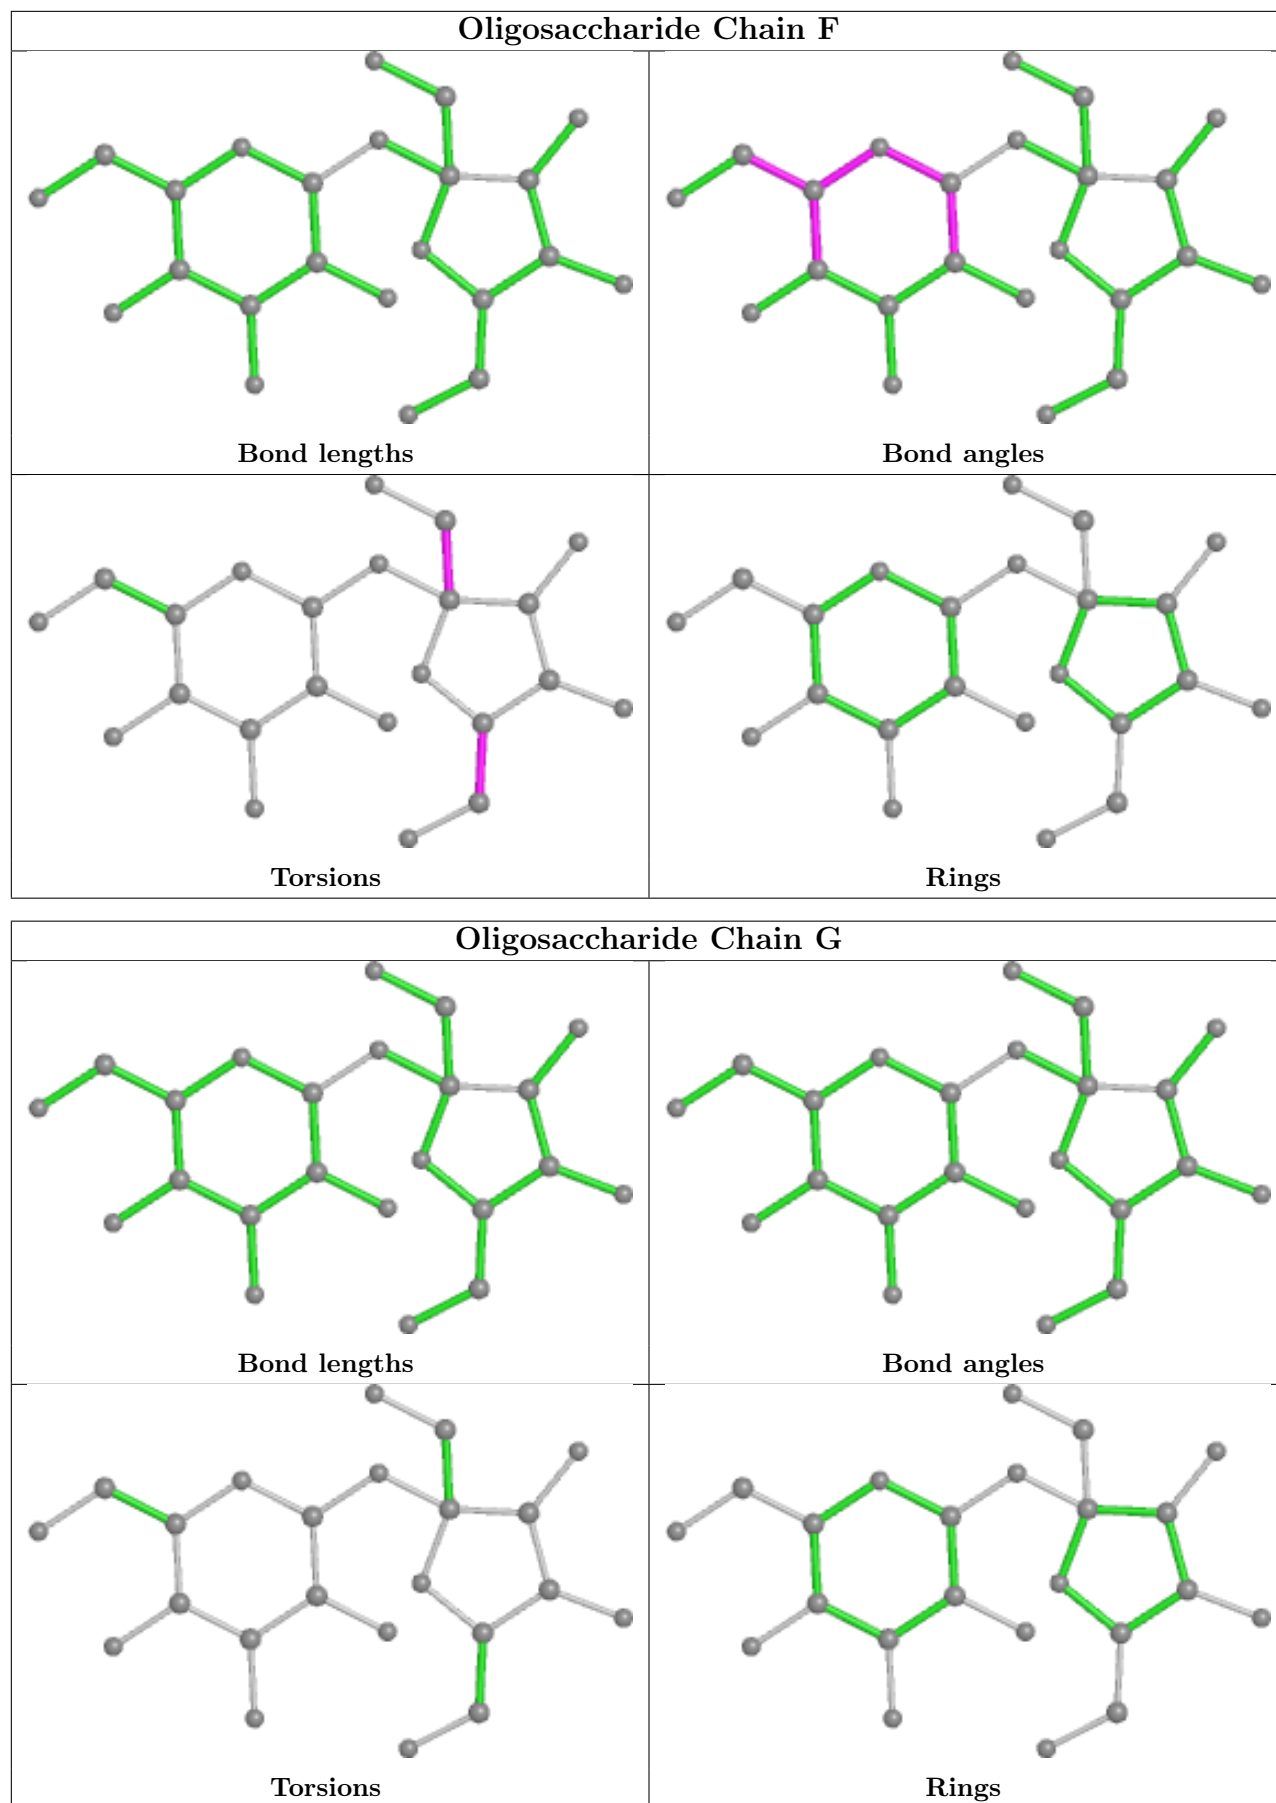 Oligosaccharide Chain F
Bond lengths
Bond angles
Torsions
Rings
Oligosaccharide Chain G
Bond lengths
Bond angles
Torsions
Rings